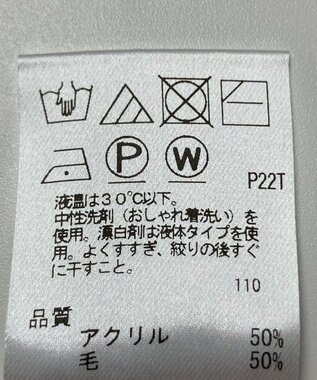 P W
P22T
液温は30℃以下。
中性洗剤（おしゃれ着洗い）を
使用。漂白剤は液体タイプを使
用。よくすすぎ、絞りの後すぐ
に干すこと。
110
品質
アクリル 50%
毛 50%